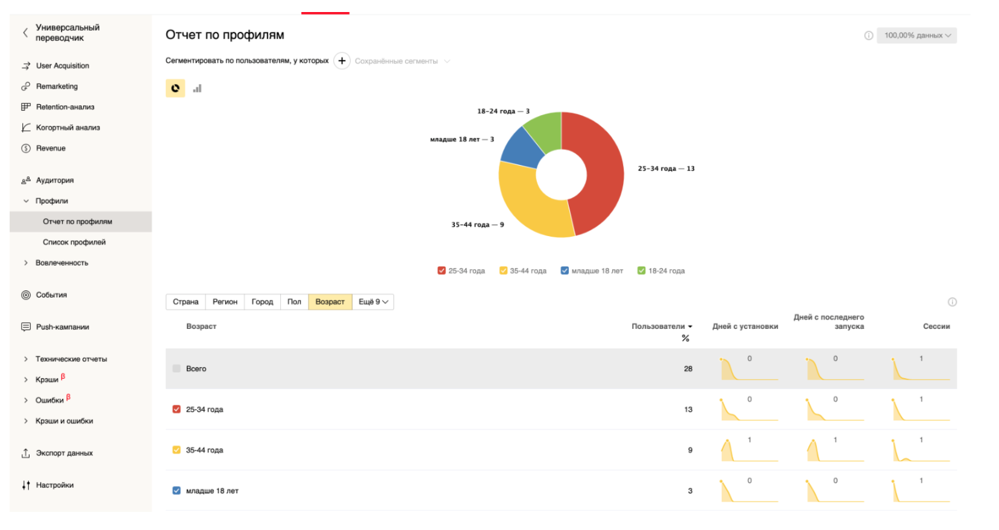 Универсальный
переводчик
User Acquisition
Remarketing
Retention-анализ
Когортный анализ
Revenue
Аудитория
Профили
Отчет по профилям
Список профилей
Вовлеченность
События
Push-кампании
Технические отчеты
Крэши β
Ошибки β
Крэши и ошибки
Экспорт данных
Настройки
Отчет по профилям
100,00% данных
Сегментировать по пользователям, у которых + Сохранённые сегменты
18-24 года — 3
младше 18 лет — 3
25-34 года — 13
35-44 года — 9
25-34 года 35-44 года младше 18 лет 18-24 года
Страна Регион Город Пол Возраст Ещё 9
Возраст Пользователи % Дней с установки Дней с последнего запуска Сессии
Всего 28 0 0 1
25-34 года 13 0 0 1
35-44 года 9 1 1 1
младше 18 лет 3 0 0 1